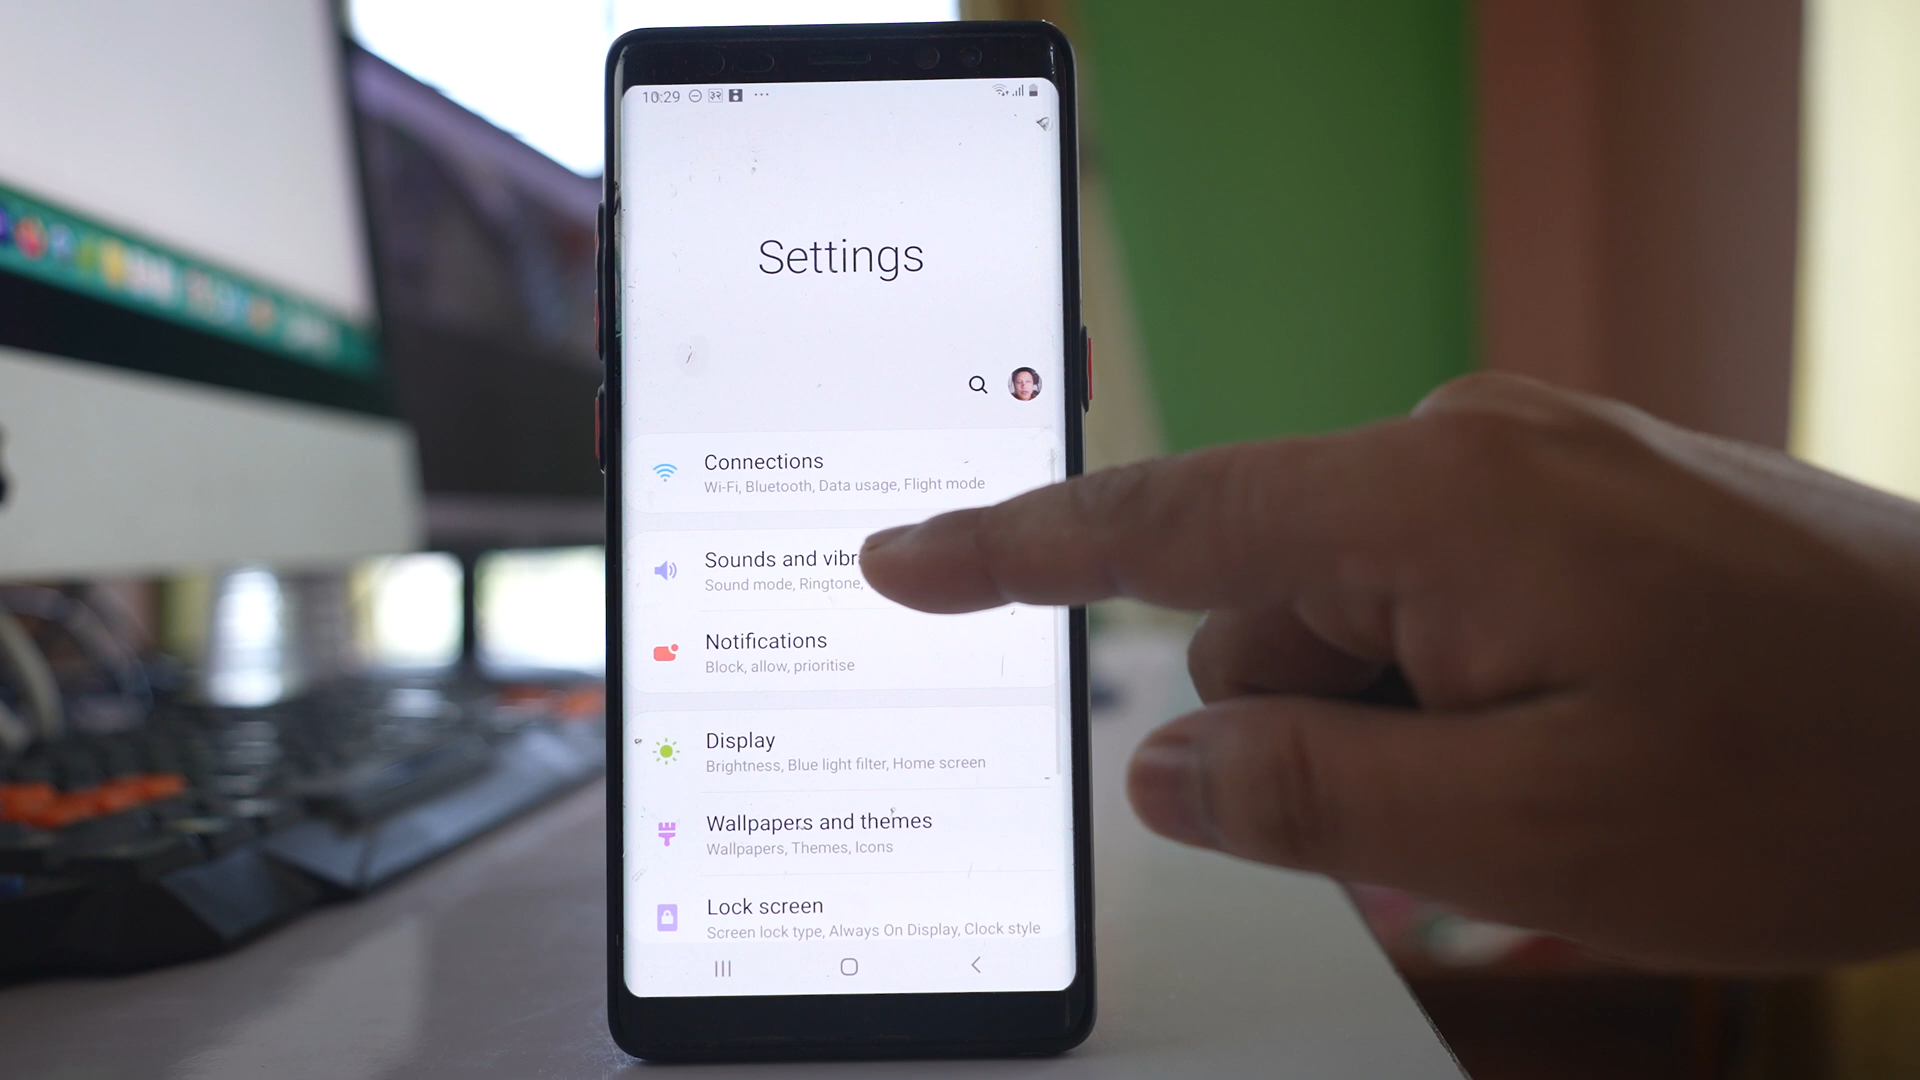 10:29
Settings
Connections
Wi-Fi, Bluetooth, Data usage, Flight mode
Sounds and vibr
Sound mode, Ringtone,
Notifications
Block, allow, prioritise
Display
Brightness, Blue light filter, Home screen
Wallpapers and themes
Wallpapers, Themes, Icons
Lock screen
Screen lock type, Always On Display, Clock style